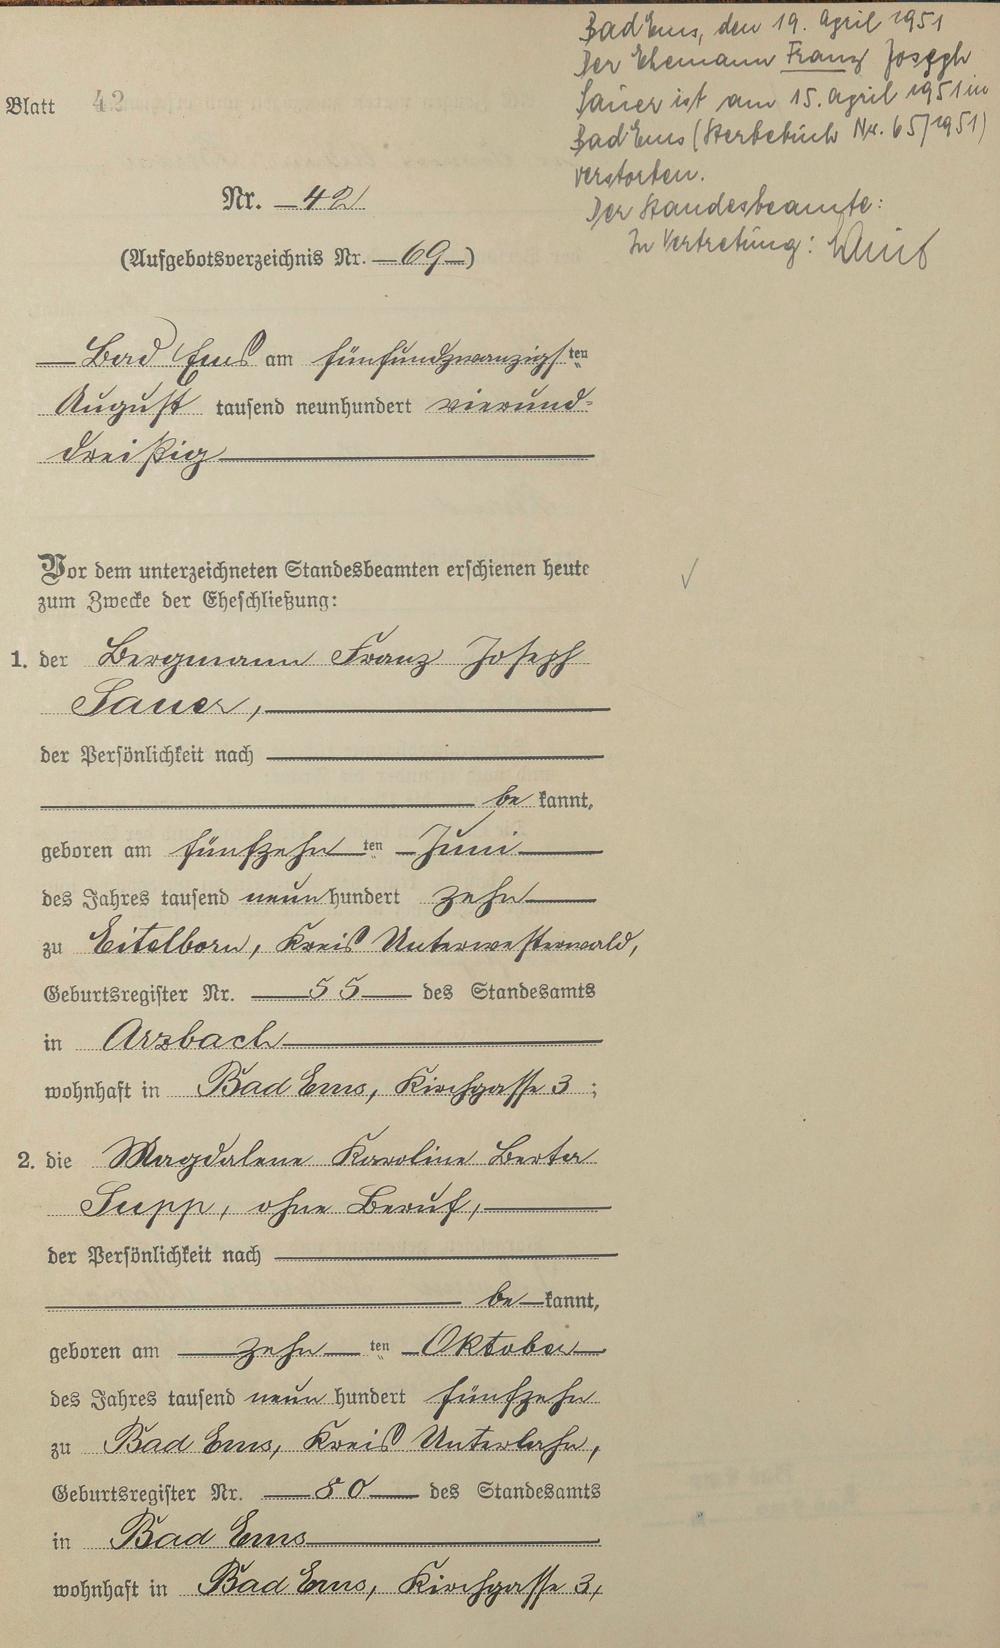 Bad Ems, den 19. April 1951
Der Ehemann Franz Joseph
Sauer ist am 15. April 1951 in
Bad Ems (Sterbebuch Nr. 65/1951)
verstorben.
Der Standesbeamte:
In Vertretung:
Blatt 42
Nr. 42
(Aufgebotsverzeichnis Nr. 69)
Bad Ems am fünfundzwanzigsten
August tausend neunhundert vierund-
dreißig
Vor dem unterzeichneten Standesbeamten erschienen heute
zum Zwecke der Eheschließung:
1. der Bergmann Franz Joseph
Sauer,
der Persönlichkeit nach
bekannt,
geboren am fünfzehnten Juni
des Jahres tausend neunhundert zehn
zu Eitelborn, Kreis Unterwesterwald,
Geburtsregister Nr. 55 des Standesamts
in Arzbach
wohnhaft in Bad Ems, Kirchgasse 3;
2. die Magdalene Karoline Berta
Supp, ohne Beruf,
der Persönlichkeit nach
bekannt,
geboren am zehnten Oktober
des Jahres tausend neunhundert fünfzehn
zu Bad Ems, Kreis Unterlahn,
Geburtsregister Nr. 80 des Standesamts
in Bad Ems
wohnhaft in Bad Ems, Kirchgasse 3,